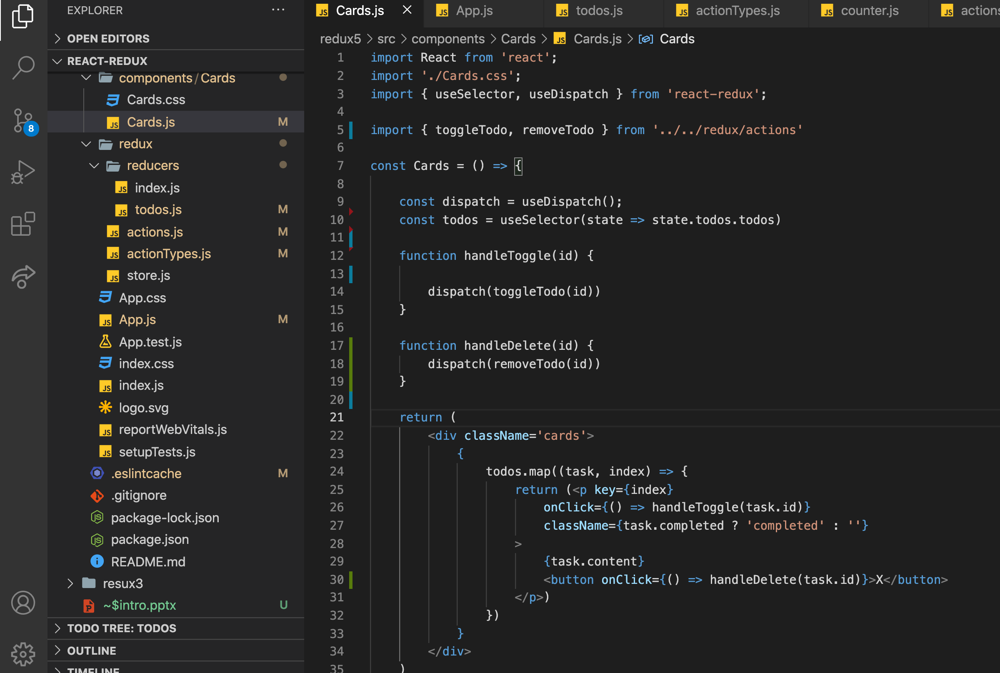 EXPLORER
OPEN EDITORS
REACT-REDUX
components / Cards
Cards.css
Cards.js M
redux
reducers
index.js
todos.js M
actions.js M
actionTypes.js M
store.js
App.css
App.js M
App.test.js
index.css
index.js
logo.svg
reportWebVitals.js
setupTests.js
.eslintcache M
.gitignore
package-lock.json
package.json
README.md
resux3
~$intro.pptx U
TODO TREE: TODOS
OUTLINE
TIMELINE
8
JS Cards.js
JS App.js
JS todos.js
JS actionTypes.js
JS counter.js
JS actions
redux5 > src > components > Cards > JS Cards.js > Cards
1 import React from 'react';
2 import './Cards.css';
3 import { useSelector, useDispatch } from 'react-redux';
4
5 import { toggleTodo, removeTodo } from '../../redux/actions'
6
7 const Cards = () => {
8
9 const dispatch = useDispatch();
10 const todos = useSelector(state => state.todos.todos)
11
12 function handleToggle(id) {
13
14 dispatch(toggleTodo(id))
15 }
16
17 function handleDelete(id) {
18 dispatch(removeTodo(id))
19 }
20
21 return (
22 <div className='cards'>
23 {
24 todos.map((task, index) => {
25 return (<p key={index}
26 onClick={() => handleToggle(task.id)}
27 className={task.completed ? 'completed' : ''}
28 >
29 {task.content}
30 <button onClick={() => handleDelete(task.id)}>X</button>
31 </p>)
32 })
33 }
34 </div>
35 )